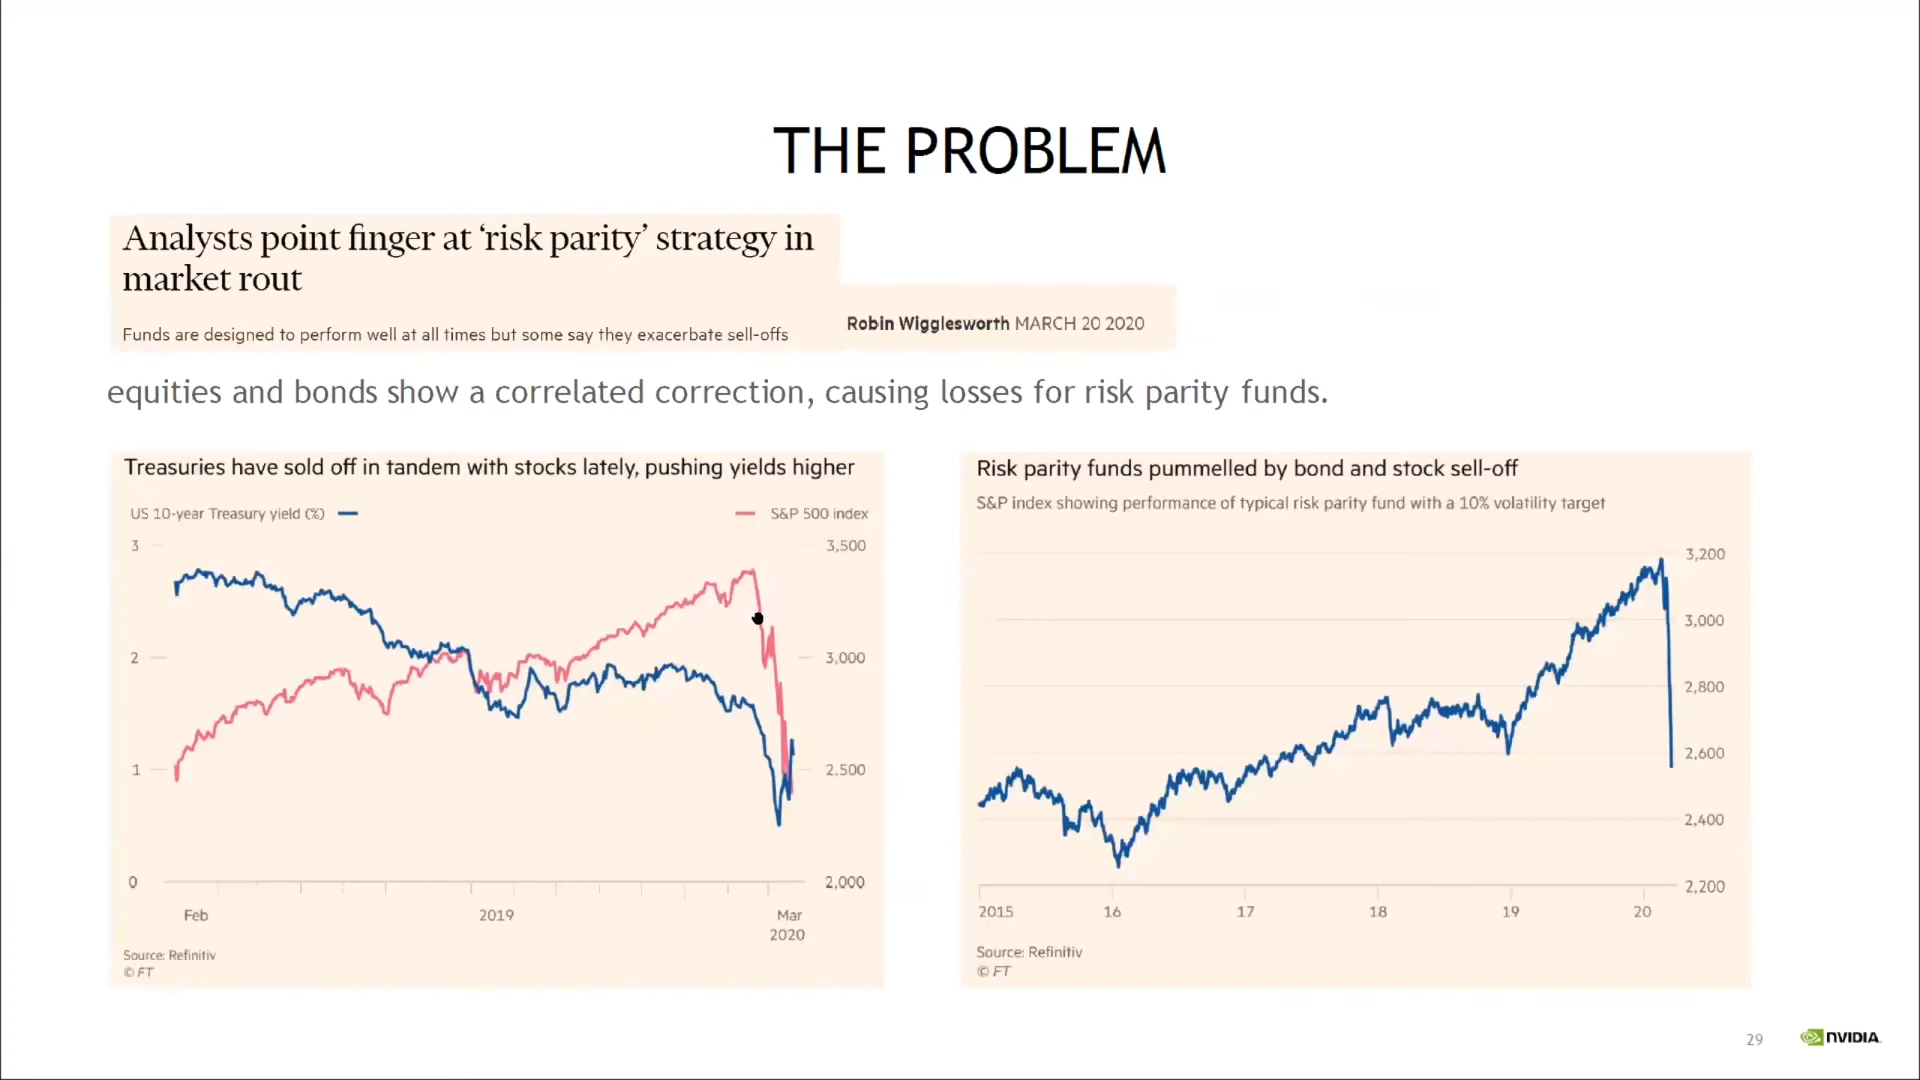 THE PROBLEM
Analysts point finger at ‘risk parity’ strategy in
market rout
Funds are designed to perform well at all times but some say they exacerbate sell-offs
Robin Wigglesworth MARCH 20 2020
equities and bonds show a correlated correction, causing losses for risk parity funds.
Treasuries have sold off in tandem with stocks lately, pushing yields higher
US 10-year Treasury yield (%)
S&P 500 index
3
3,500
2
3,000
1
2,500
0
2,000
Feb
2019
Mar
2020
Source: Refinitiv
© FT
Risk parity funds pummelled by bond and stock sell-off
S&P index showing performance of typical risk parity fund with a 10% volatility target
3,200
3,000
2,800
2,600
2,400
2,200
2015
16
17
18
19
20
Source: Refinitiv
© FT
29
NVIDIA.